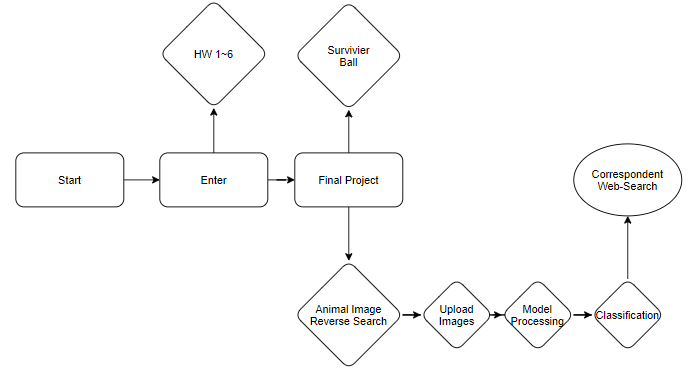 HW 1~6
Survivier
Ball
Start
Enter
Final Project
Correspondent
Web-Search
Animal Image
Reverse Search
Upload
Images
Model
Processing
Classification